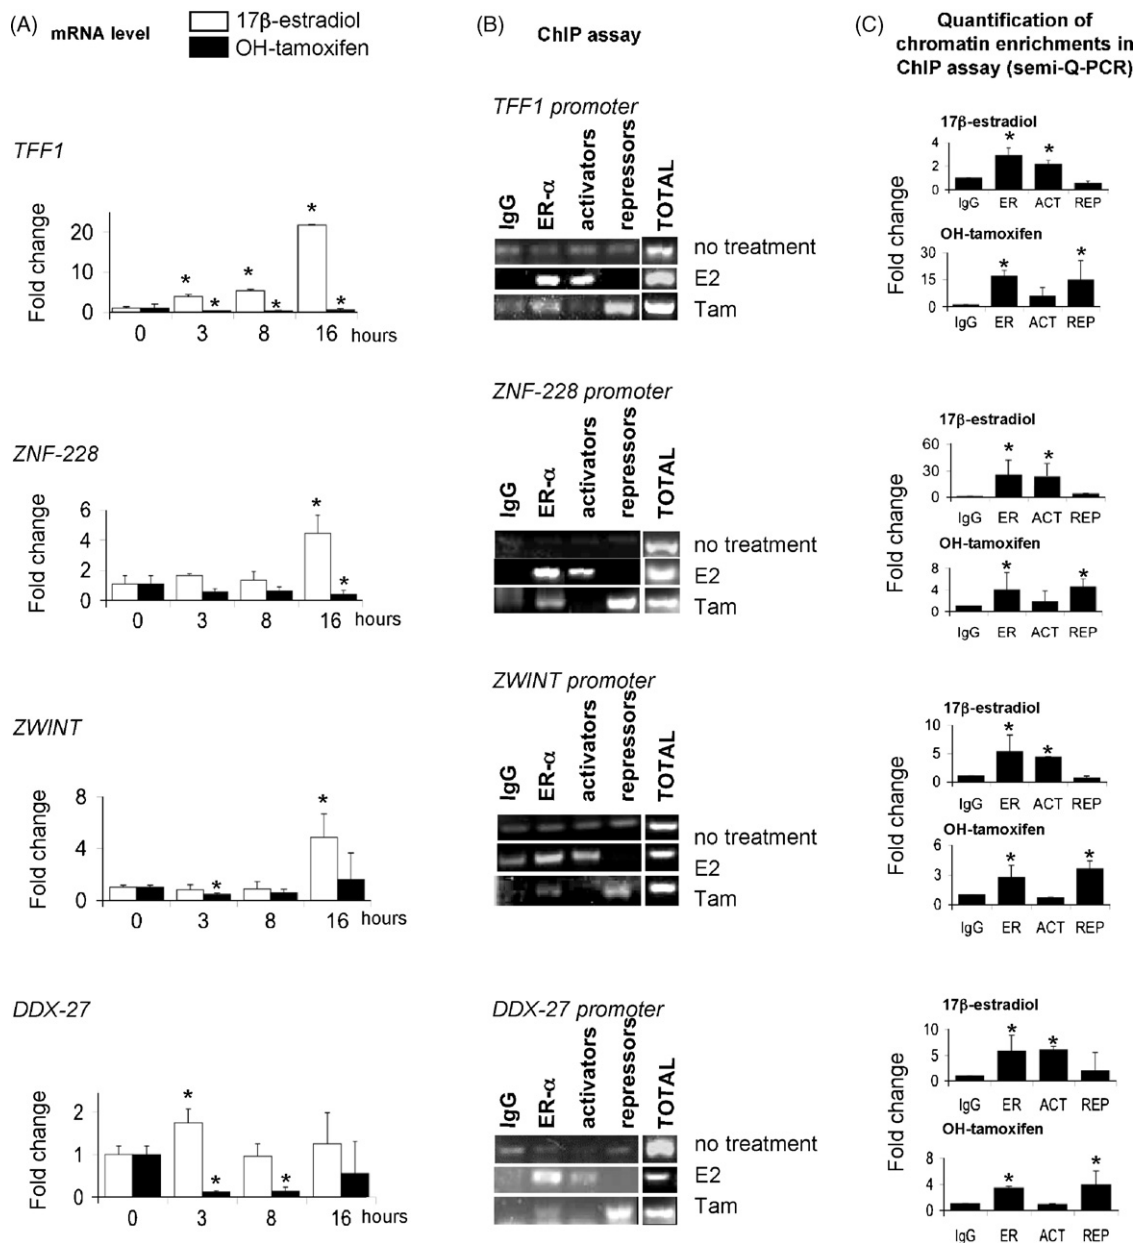 (A) mRNA level
17β-estradiol
OH-tamoxifen
TFF1
Fold change
20
10
0
*
*
*
*
*
*
0 3 8 16 hours
ZNF-228
Fold change
6
4
2
0
*
*
0 3 8 16 hours
ZWINT
Fold change
8
4
0
*
*
0 3 8 16 hours
DDX-27
Fold change
2
1
0
*
*
*
0 3 8 16 hours
(B) ChIP assay
TFF1 promoter
IgG ER-α activators repressors TOTAL
no treatment
E2
Tam
ZNF-228 promoter
IgG ER-α activators repressors TOTAL
no treatment
E2
Tam
ZWINT promoter
IgG ER-α activators repressors TOTAL
no treatment
E2
Tam
DDX-27 promoter
IgG ER-α activators repressors TOTAL
no treatment
E2
Tam
(C) Quantification of
chromatin enrichments in
ChIP assay (semi-Q-PCR)
Fold change
17β-estradiol
4
2
0
* *
IgG ER ACT REP
OH-tamoxifen
30
15
0
* *
IgG ER ACT REP
Fold change
17β-estradiol
60
30
0
* *
IgG ER ACT REP
OH-tamoxifen
8
4
0
* *
IgG ER ACT REP
Fold change
17β-estradiol
10
5
0
* *
IgG ER ACT REP
OH-tamoxifen
6
3
0
* *
IgG ER ACT REP
Fold change
17β-estradiol
10
5
0
* *
IgG ER ACT REP
OH-tamoxifen
8
4
0
* *
IgG ER ACT REP